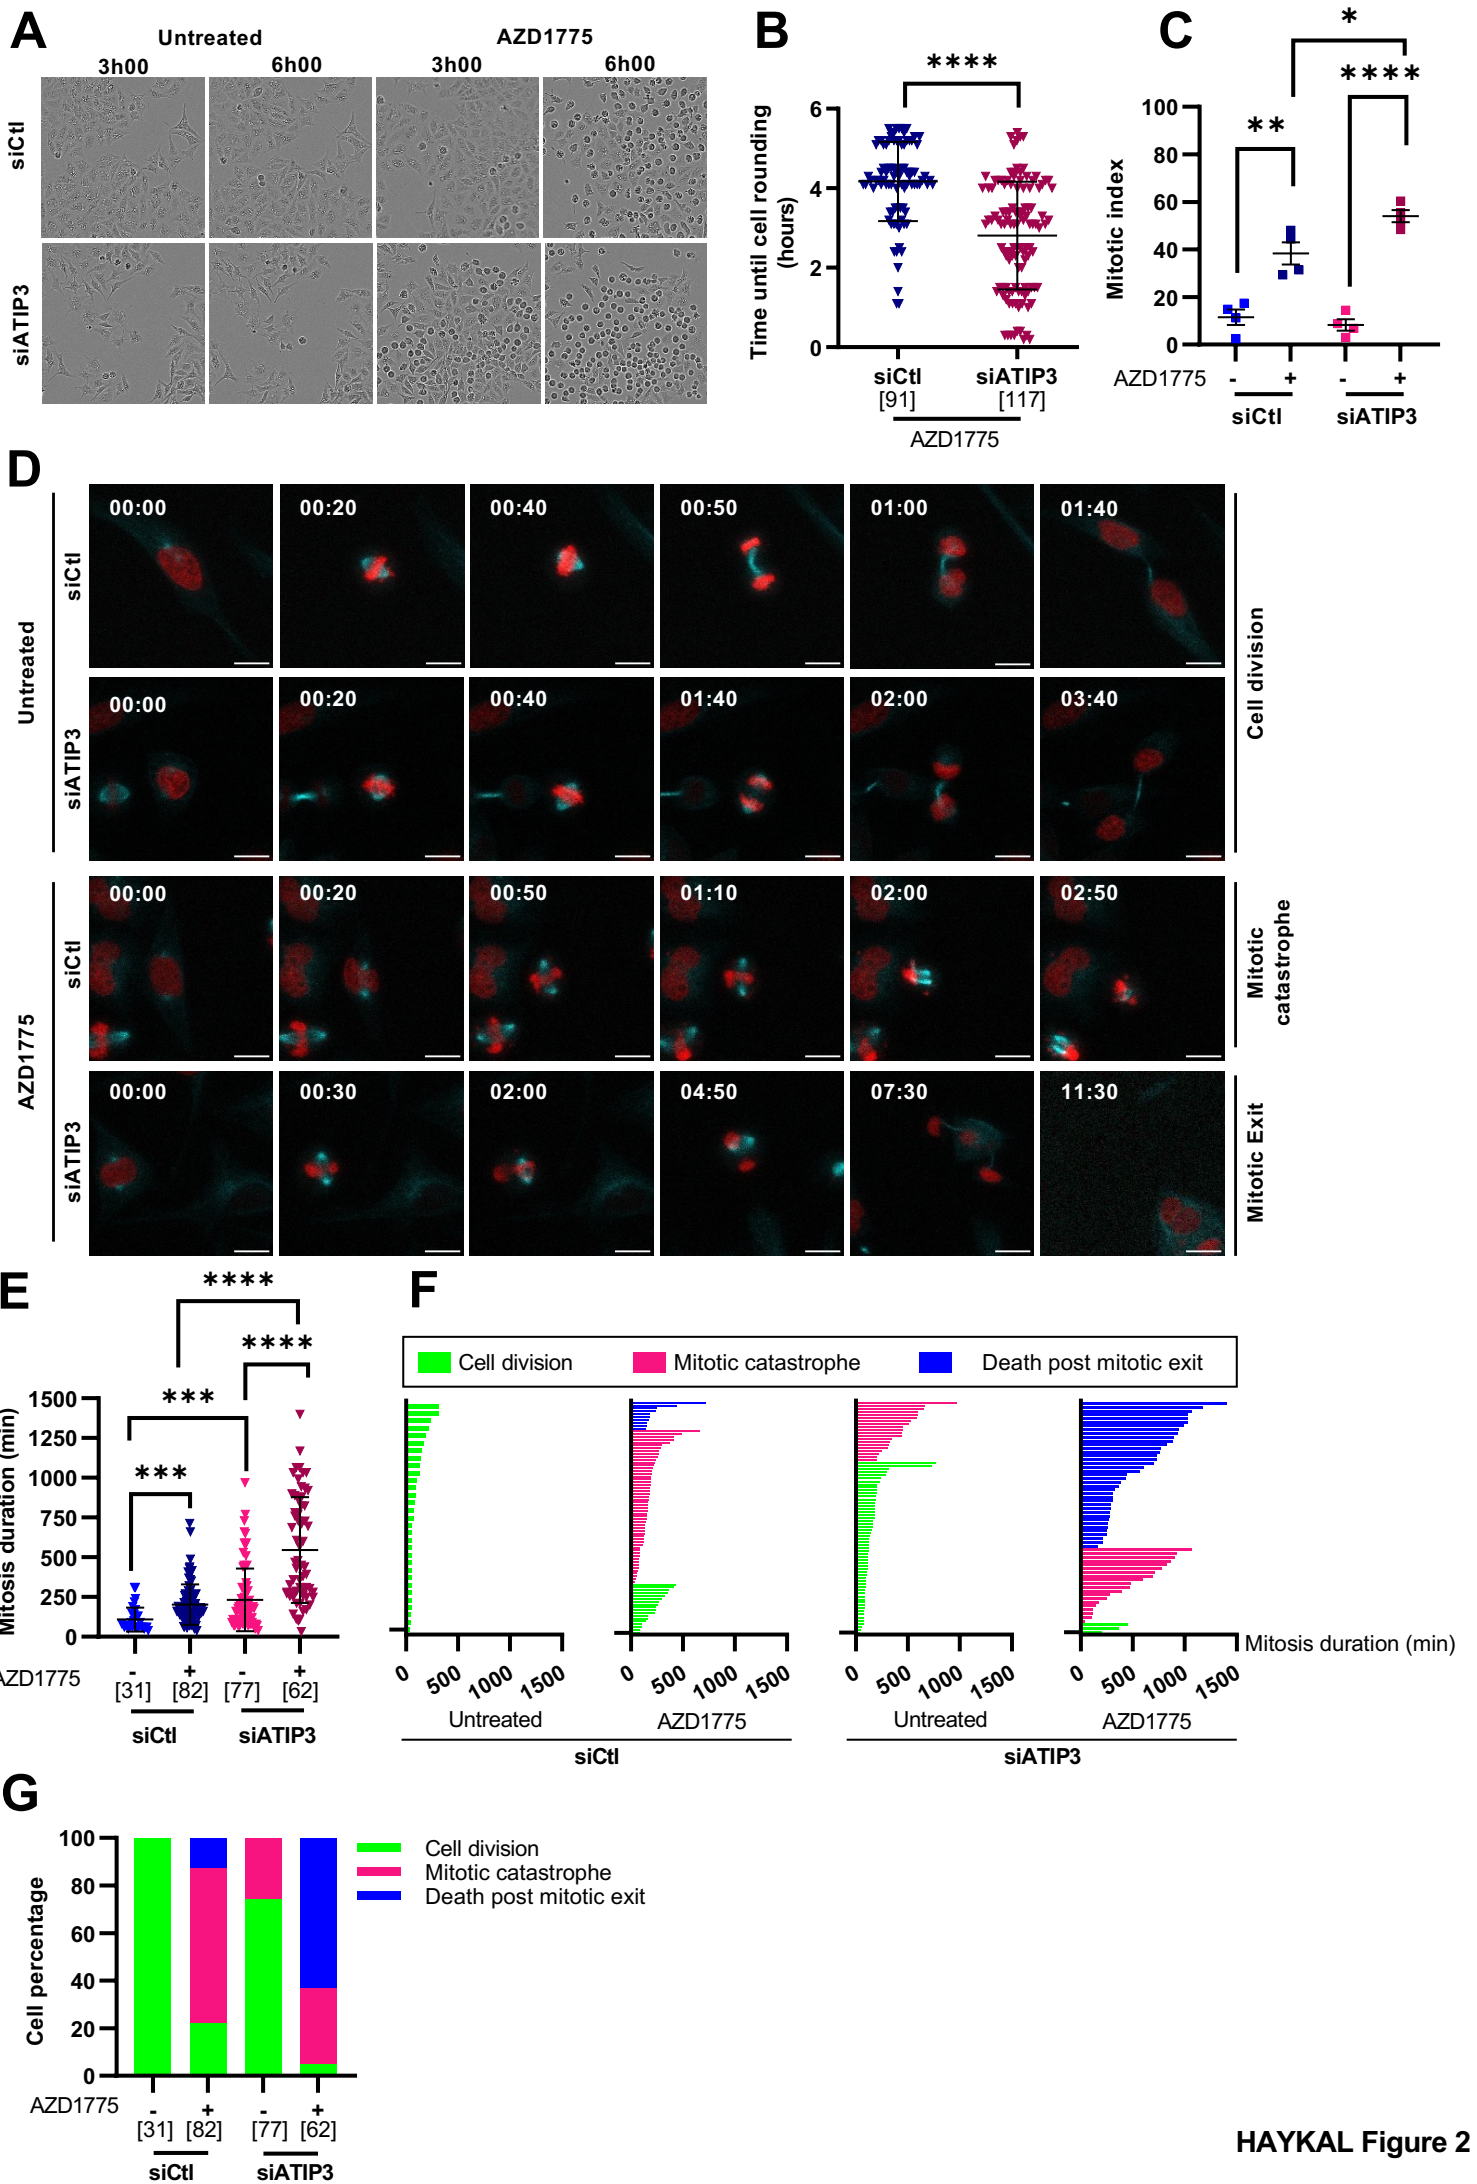 A
Untreated
AZD1775
3h00
6h00
3h00
6h00
siCtl
siATIP3
B
****
Time until cell rounding
(hours)
6
4
2
0
siCtl
siATIP3
[91]
[117]
AZD1775
C
*
****
**
Mitotic index
100
80
60
40
20
0
AZD1775
-
+
-
+
siCtl
siATIP3
D
Untreated
siCtl
00:00
00:20
00:40
00:50
01:00
01:40
Cell division
siATIP3
00:00
00:20
00:40
01:40
02:00
03:40
AZD1775
siCtl
00:00
00:20
00:50
01:10
02:00
02:50
Mitotic
catastrophe
siATIP3
00:00
00:30
02:00
04:50
07:30
11:30
Mitotic Exit
E
****
****
***
***
Mitosis duration (min)
1500
1250
1000
750
500
250
0
AZD1775
-
+
-
+
[31]
[82]
[77]
[62]
siCtl
siATIP3
F
Cell division
Mitotic catastrophe
Death post mitotic exit
0
500
1000
1500
0
500
1000
1500
0
500
1000
1500
0
500
1000
1500
Mitosis duration (min)
Untreated
AZD1775
Untreated
AZD1775
siCtl
siATIP3
G
Cell percentage
100
80
60
40
20
0
Cell division
Mitotic catastrophe
Death post mitotic exit
AZD1775
-
+
-
+
[31]
[82]
[77]
[62]
siCtl
siATIP3
HAYKAL Figure 2